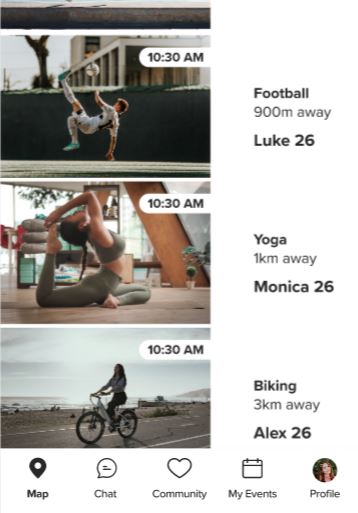 10:30 AM
Football
900m away
Luke 26
10:30 AM
Yoga
1km away
Monica 26
10:30 AM
Biking
3km away
Alex 26
Map Chat Community My Events Profile